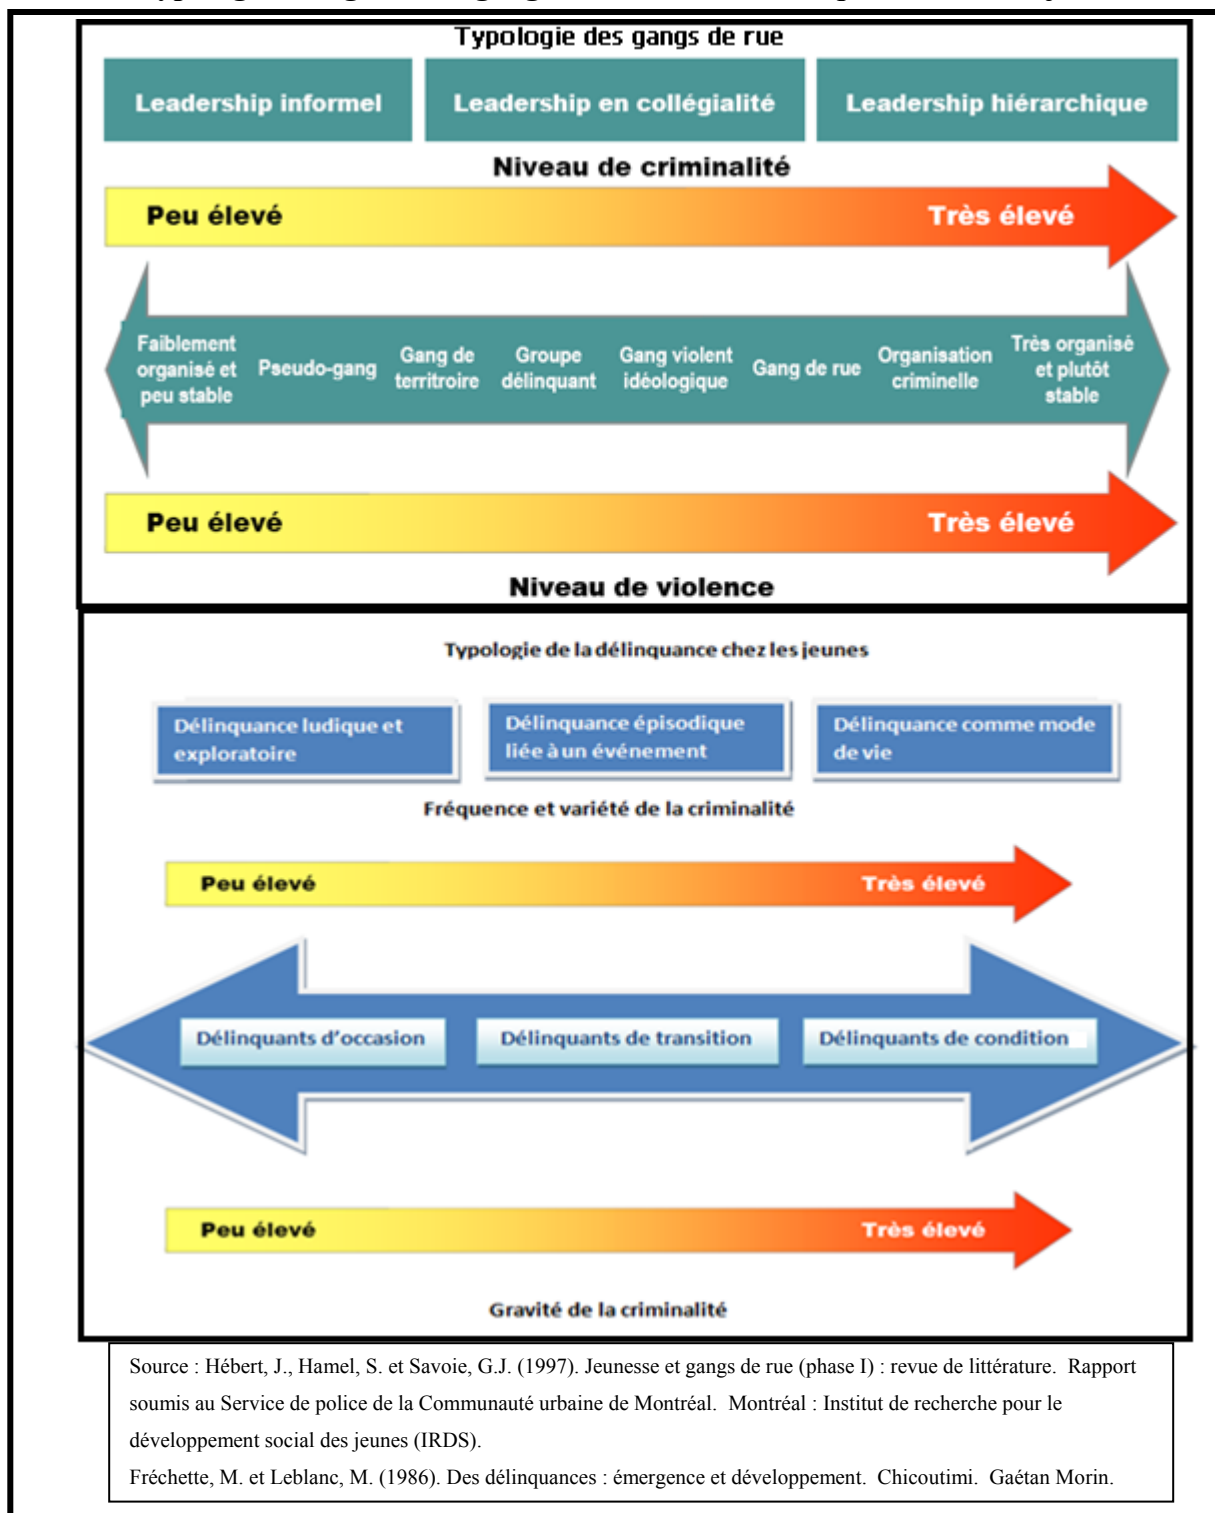 Typologie des gangs de rue
Leadership informel
Leadership en collégialité
Leadership hiérarchique
Niveau de criminalité
Peu élevé
Très élevé
Faiblement
organisé et
peu stable
Pseudo-gang
Gang de
territroire
Groupe
délinquant
Gang violent
idéologique
Gang de rue
Organisation
criminelle
Très organisé
et plutôt
stable
Peu élevé
Très élevé
Niveau de violence
Typologie de la délinquance chez les jeunes
Délinquance ludique et
exploratoire
Délinquance épisodique
liée à un événement
Délinquance comme mode
de vie
Fréquence et variété de la criminalité
Peu élevé
Très élevé
Délinquants d’occasion
Délinquants de transition
Délinquants de condition
Peu élevé
Très élevé
Gravité de la criminalité
Source : Hébert, J., Hamel, S. et Savoie, G.J. (1997). Jeunesse et gangs de rue (phase I) : revue de littérature. Rapport
soumis au Service de police de la Communauté urbaine de Montréal. Montréal : Institut de recherche pour le
développement social des jeunes (IRDS).
Fréchette, M. et Leblanc, M. (1986). Des délinquances : émergence et développement. Chicoutimi. Gaétan Morin.